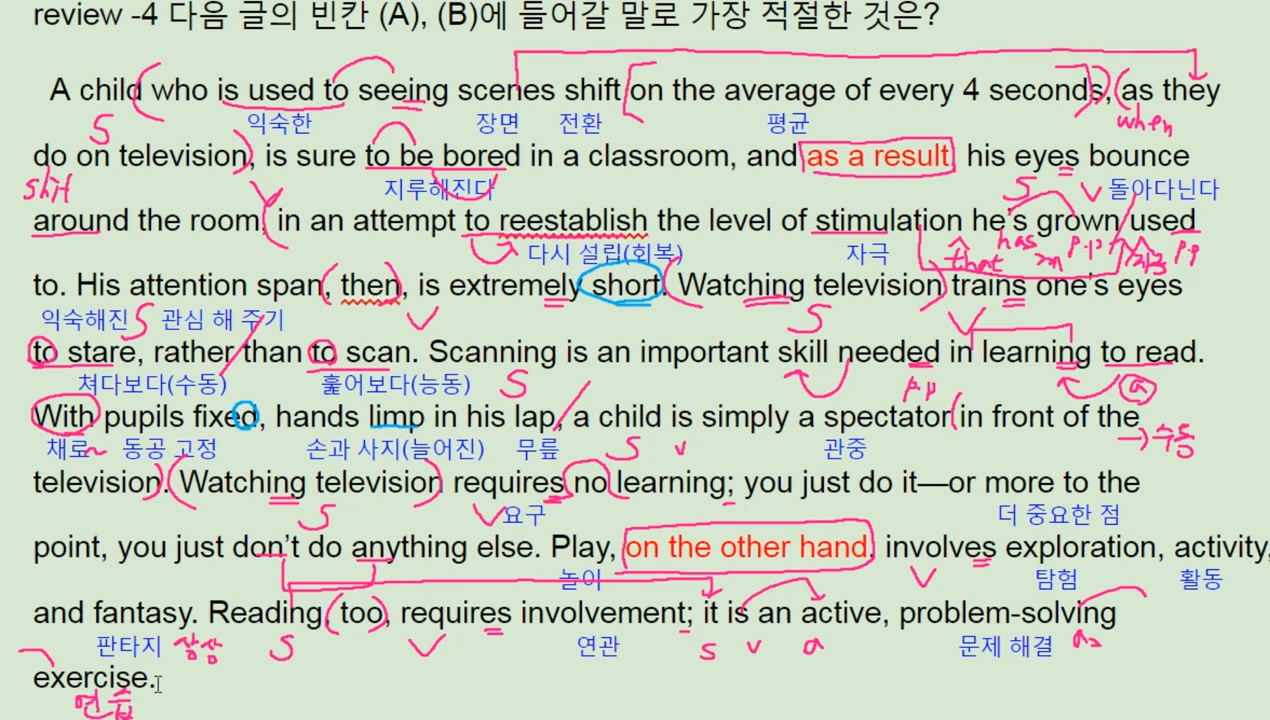 review -4 다음 글의 빈칸 (A), (B)에 들어갈 말로 가장 적절한 것은?
A child who is used to seeing scenes shift on the average of every 4 seconds, as they
익숙한 장면 전환 평균 when
S
do on television, is sure to be bored in a classroom, and as a result, his eyes bounce
shift 지루해진다 S V 돌아다닌다
V
around the room, in an attempt to reestablish the level of stimulation he's grown used
다시 설립(회복) 자극 that has p.p p.p
to. His attention span, then, is extremely short. Watching television trains one's eyes
익숙해진 S 관심 해 주기 V S V
to stare, rather than to scan. Scanning is an important skill needed in learning to read.
쳐다보다(수동) 훑어보다(능동) S p.p
With pupils fixed, hands limp in his lap, a child is simply a spectator in front of the
채로~ 동공 고정 손과 사지(늘어진) 무릎 S v 관중 → 수동
television. Watching television requires no learning; you just do it—or more to the
S V 요구 더 중요한 점
point, you just don't do anything else. Play, on the other hand, involves exploration, activity,
놀이 V 탐험 활동
and fantasy. Reading, too, requires involvement; it is an active, problem-solving
판타지 상상 S V 연관 S v a 문제 해결 a2
exercise.
연습